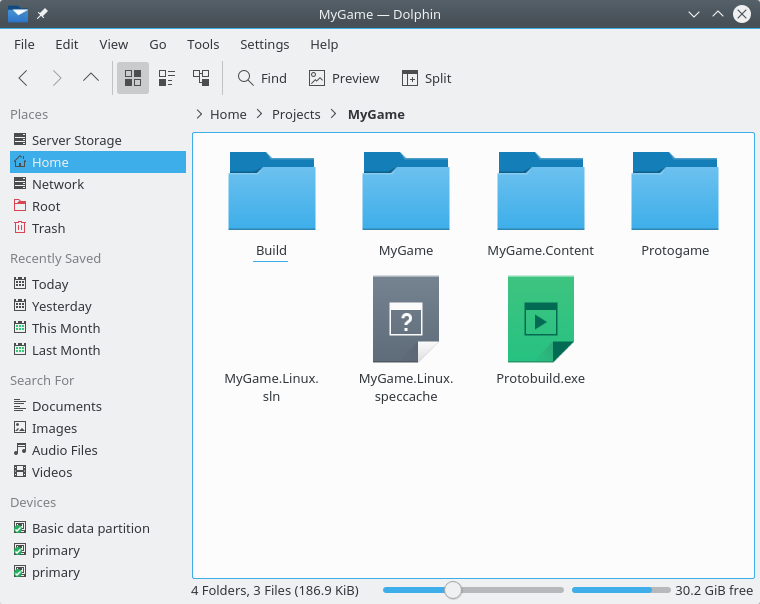 MyGame — Dolphin
File Edit View Go Tools Settings Help
Find Preview Split
Places
Server Storage
Home
Network
Root
Trash
Recently Saved
Today
Yesterday
This Month
Last Month
Search For
Documents
Images
Audio Files
Videos
Devices
Basic data partition
primary
primary
Home Projects MyGame
Build MyGame MyGame.Content Protogame
MyGame.Linux.
sln
?
MyGame.Linux.
speccache
Protobuild.exe
4 Folders, 3 Files (186.9 KiB) 30.2 GiB free